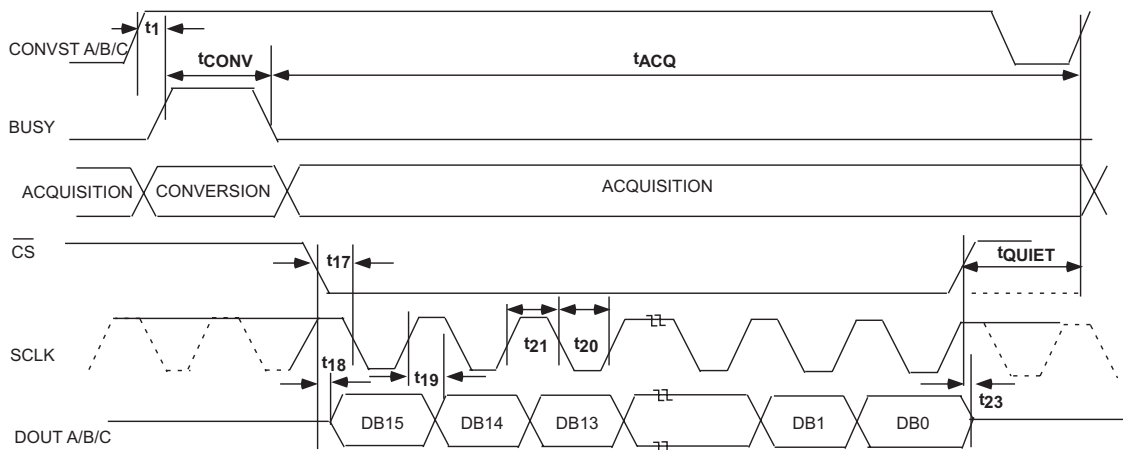 t1
CONVST A/B/C
tCONV
tACQ
BUSY
ACQUISITION
CONVERSION
ACQUISITION
CS
t17
tQUIET
SCLK
t21
t20
t18
t19
t23
DOUT A/B/C
DB15
DB14
DB13
DB1
DB0